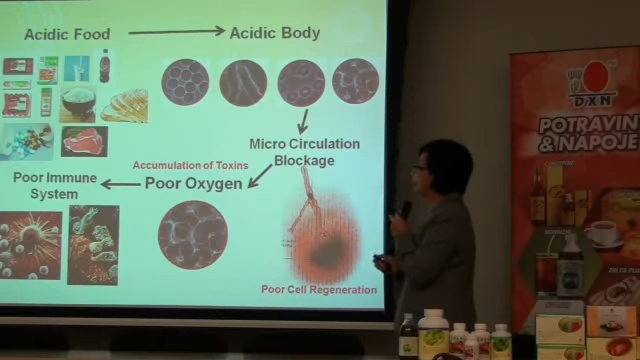 Acidic Food
Acidic Body
Micro Circulation
Blockage
Accumulation of Toxins
Poor Oxygen
Poor Immune
System
Poor Cell Regeneration
DXN
POTRAVIN
& NÁPOJE